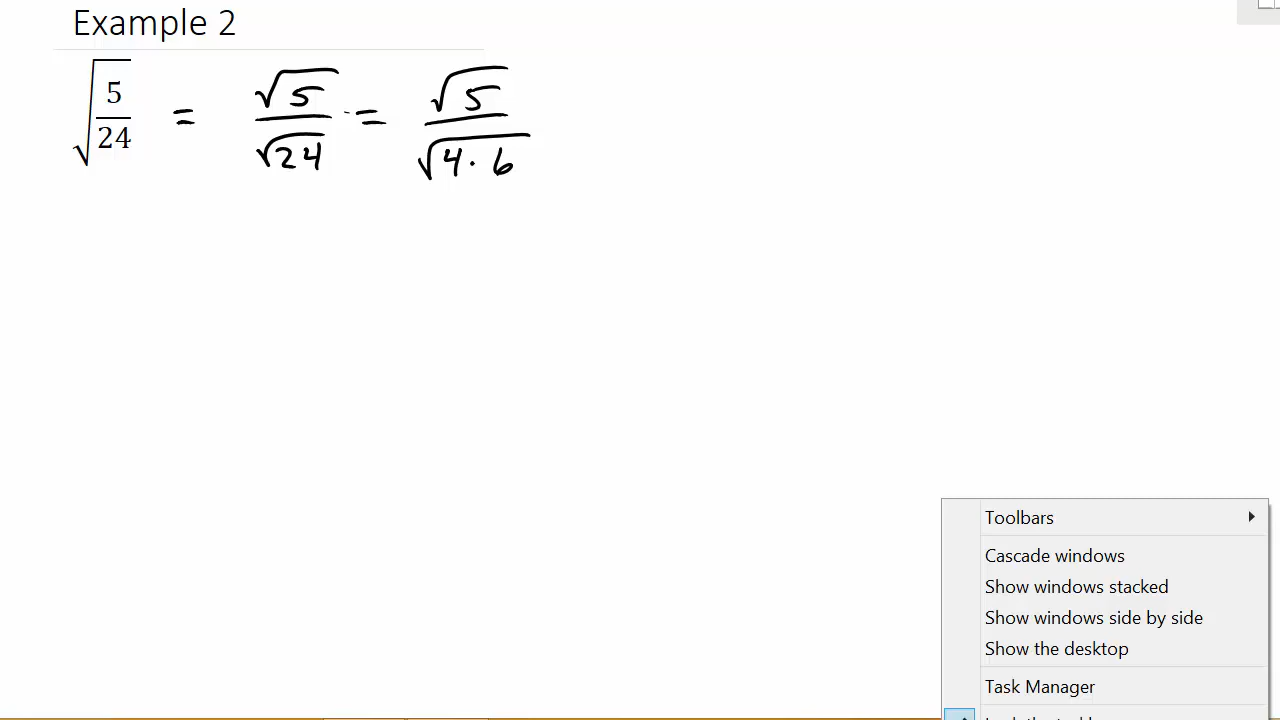 Example 2
√(5/24) = √5/√24 = √5/√(4·6)
Toolbars
Cascade windows
Show windows stacked
Show windows side by side
Show the desktop
Task Manager